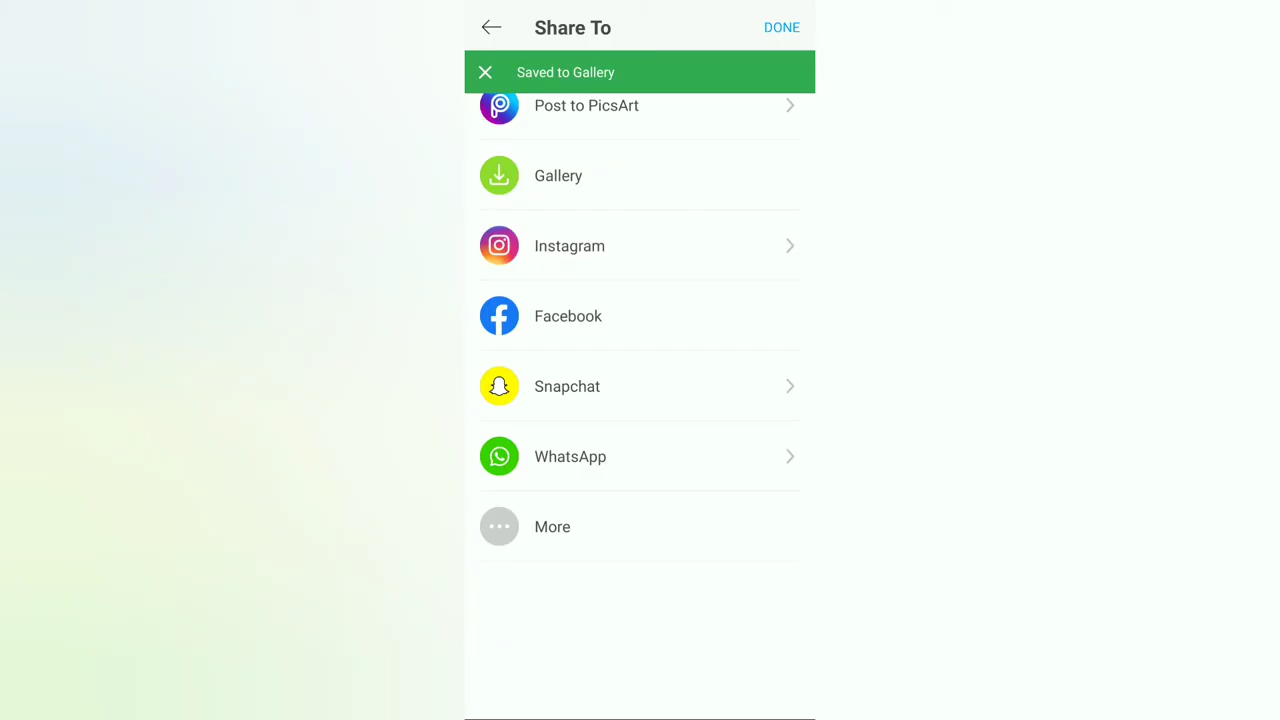 Share To
DONE
Saved to Gallery
Post to PicsArt
Gallery
Instagram
Facebook
Snapchat
WhatsApp
More